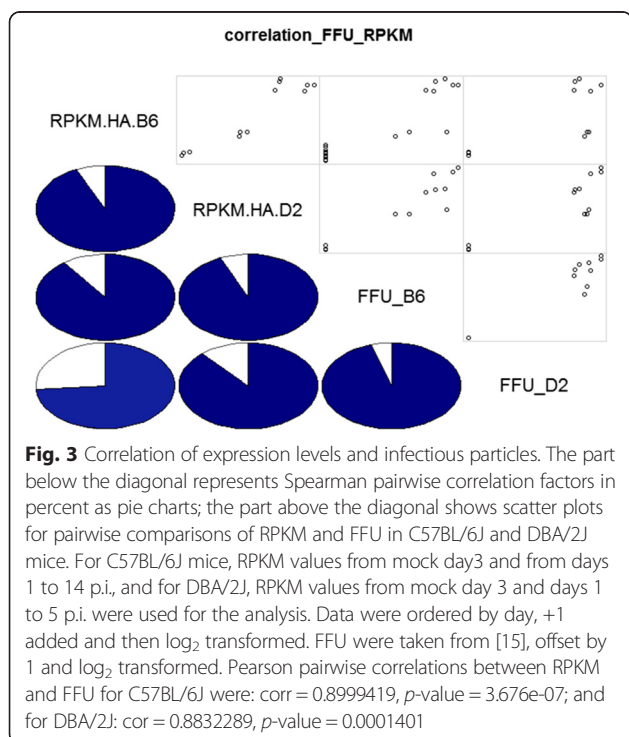 correlation_FFU_RPKM
RPKM.HA.B6
RPKM.HA.D2
FFU_B6
FFU_D2
Fig. 3 Correlation of expression levels and infectious particles. The part
below the diagonal represents Spearman pairwise correlation factors in
percent as pie charts; the part above the diagonal shows scatter plots
for pairwise comparisons of RPKM and FFU in C57BL/6J and DBA/2J
mice. For C57BL/6J mice, RPKM values from mock day3 and from days
1 to 14 p.i., and for DBA/2J, RPKM values from mock day 3 and days 1
to 5 p.i. were used for the analysis. Data were ordered by day, +1
added and then log₂ transformed. FFU were taken from [15], offset by
1 and log₂ transformed. Pearson pairwise correlations between RPKM
and FFU for C57BL/6J were: corr = 0.8999419, p-value = 3.676e-07; and
for DBA/2J: cor = 0.8832289, p-value = 0.0001401